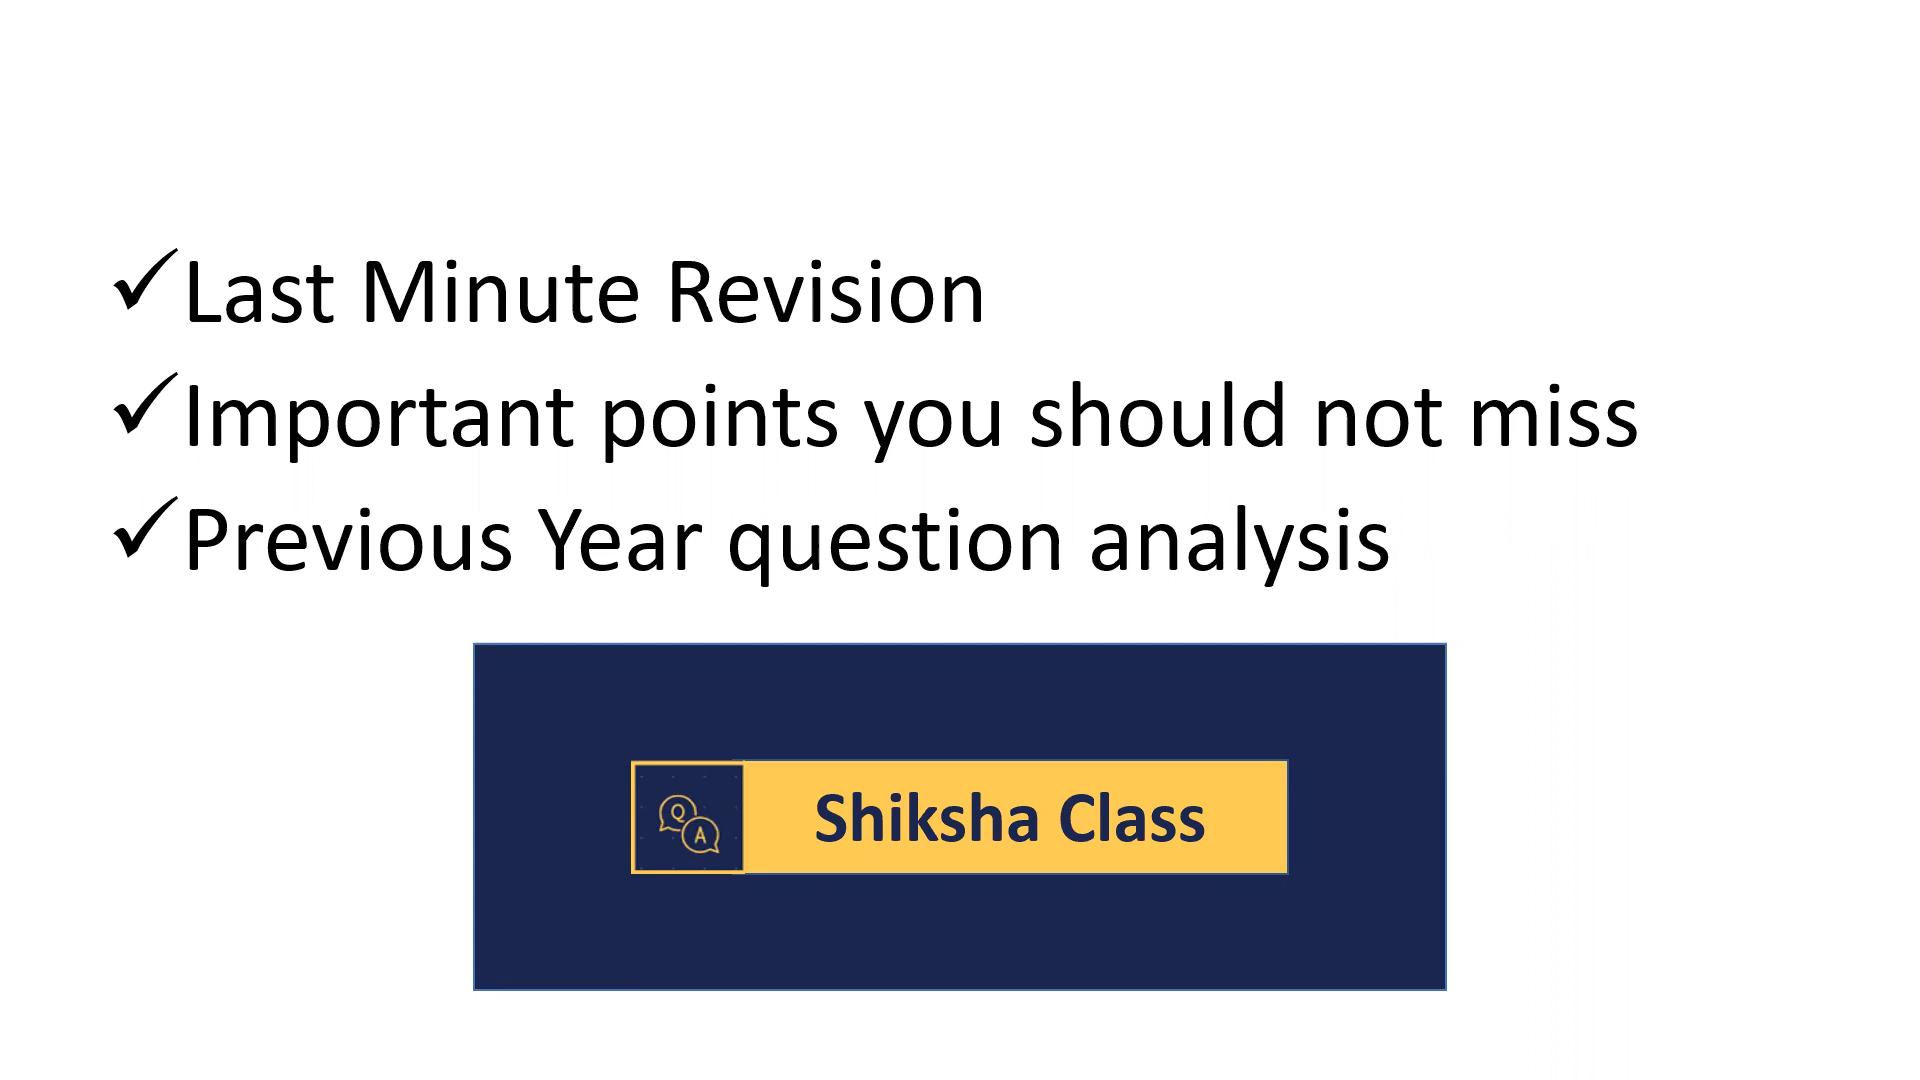 ✓Last Minute Revision
✓Important points you should not miss
✓Previous Year question analysis
Q
A
Shiksha Class